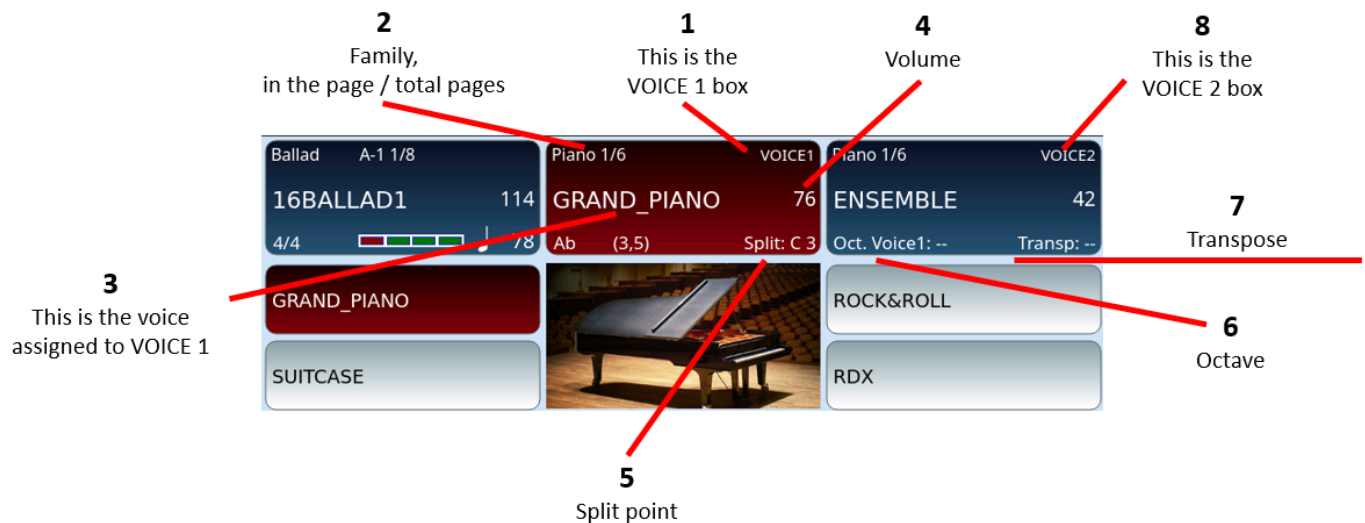 2
Family,
in the page / total pages
1
This is the
VOICE 1 box
4
Volume
8
This is the
VOICE 2 box
Ballad A-1 1/8
16BALLAD1 114
4/4 78
Piano 1/6 VOICE1
GRAND_PIANO 76
Ab (3,5) Split: C 3
Piano 1/6 VOICE2
ENSEMBLE 42
Oct. Voice1: -- Transp: --
7
Transpose
3
This is the voice
assigned to VOICE 1
GRAND_PIANO
SUITCASE
ROCK&ROLL
RDX
6
Octave
5
Split point